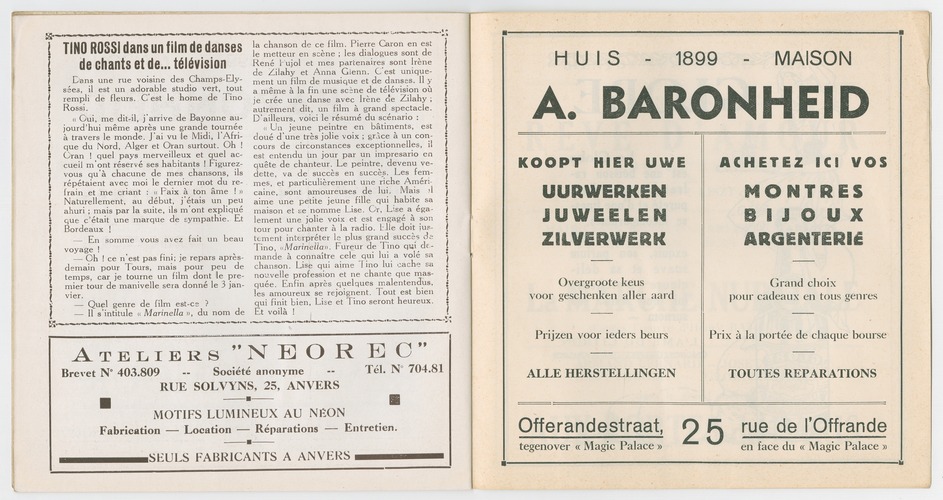 TINO ROSSI dans un film de danses
de chants et de... télévision
Dans une rue voisine des Champs-Ely-
sées, il est un adorable studio vert, tout
rempli de fleurs. C'est le home de Tino
Rossi.
« Oui, me dit-il, j'arrive de Bayonne au-
jourd'hui même après une grande tournée
à travers le monde. J'ai vu le Midi, l'Afri-
que du Nord, Alger et Oran surtout. Oh !
Oran ! quel pays merveilleux et quel ac-
cueil m'ont réservé ses habitants ! Figurez-
vous qu'à chacune de mes chansons, ils
répétaient avec moi le dernier mot du re-
frain et me criant : « Paix à ton âme ! »
Naturellement, au début, j'étais un peu
ahuri ; mais par la suite, ils m'ont expliqué
que c'était une marque de sympathie. Et
Bordeaux !
— En somme vous avez fait un beau
voyage !
— Oh ! ce n'est pas fini; je repars après-
demain pour Tours, mais pour peu de
temps, car je tourne un film dont le pre-
mier tour de manivelle sera donné le 3 jan-
vier.
— Quel genre de film est-ce ?
— Il s'intitule « Marinella », du nom de
la chanson de ce film. Pierre Caron en est
le metteur en scène ; les dialogues sont de
René Pujol et mes partenaires sont Irène
de Zilahy et Anna Gienn. C'est unique-
ment un film de musique et de danses. Il y
a même à la fin une scène de télévision où
je crée une danse avec Irène de Zilahy ;
autrement dit, un film à grand spectacle.
D'ailleurs, voici le résumé du scénario :
« Un jeune peintre en bâtiments, est
doué d'une très jolie voix ; grâce à un con-
cours de circonstances exceptionnelles, il
est entendu un jour par un impresario en
quête de chanteur. Le peintre, devenu ve-
dette, va de succès en succès. Les fem-
mes, et particulièrement une riche Améri-
caine, sont amoureuses de lui. Mais il
aime une petite jeune fille qui habite sa
maison et se nomme Lise. Or, Lise a éga-
lement une jolie voix et est engagé à son
tour pour chanter à la radio. Elle doit jus-
tement interpréter le plus grand succès de
Tino, «Marinella». Fureur de Tino qui de-
mande à connaître celle qui lui a volé sa
chanson. Lise qui aime Tino lui cache sa
nouvelle profession et ne chante que mas-
quée. Enfin après quelques malentendus,
les amoureux se rejoignent. Tout est bien
qui finit bien, Lise et Tino seront heureux.
Et voilà !
ATELIERS "NEOREC"
Brevet N° 403.809 -- Société anonyme -- Tél. N° 704.81
RUE SOLVYNS, 25, ANVERS
MOTIFS LUMINEUX AU NÉON
Fabrication — Location — Réparations — Entretien.
SEULS FABRICANTS A ANVERS
HUIS - 1899 - MAISON
A. BARONHEID
KOOPT HIER UWE
UURWERKEN
JUWEELEN
ZILVERWERK
Overgroote keus
voor geschenken aller aard
Prijzen voor ieders beurs
ALLE HERSTELLINGEN
ACHETEZ ICI VOS
MONTRES
BIJOUX
ARGENTERIE
Grand choix
pour cadeaux en tous genres
Prix à la portée de chaque bourse
TOUTES REPARATIONS
Offerandestraat, 25 rue de l'Offrande
tegenover « Magic Palace » en face du « Magic Palace »